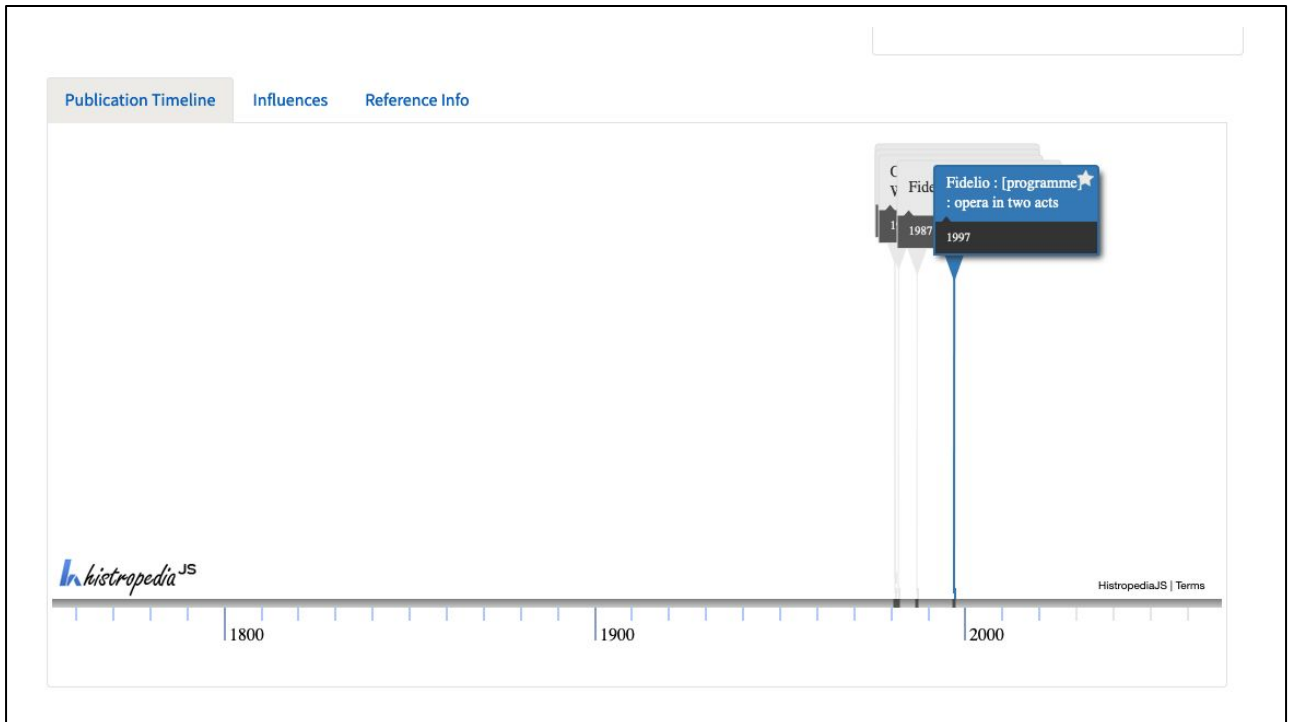 Publication Timeline Influences Reference Info
Fide
Fidelio : [programme]
: opera in two acts
1987
1997
histropedia JS
HistropediaJS | Terms
1800 1900 2000